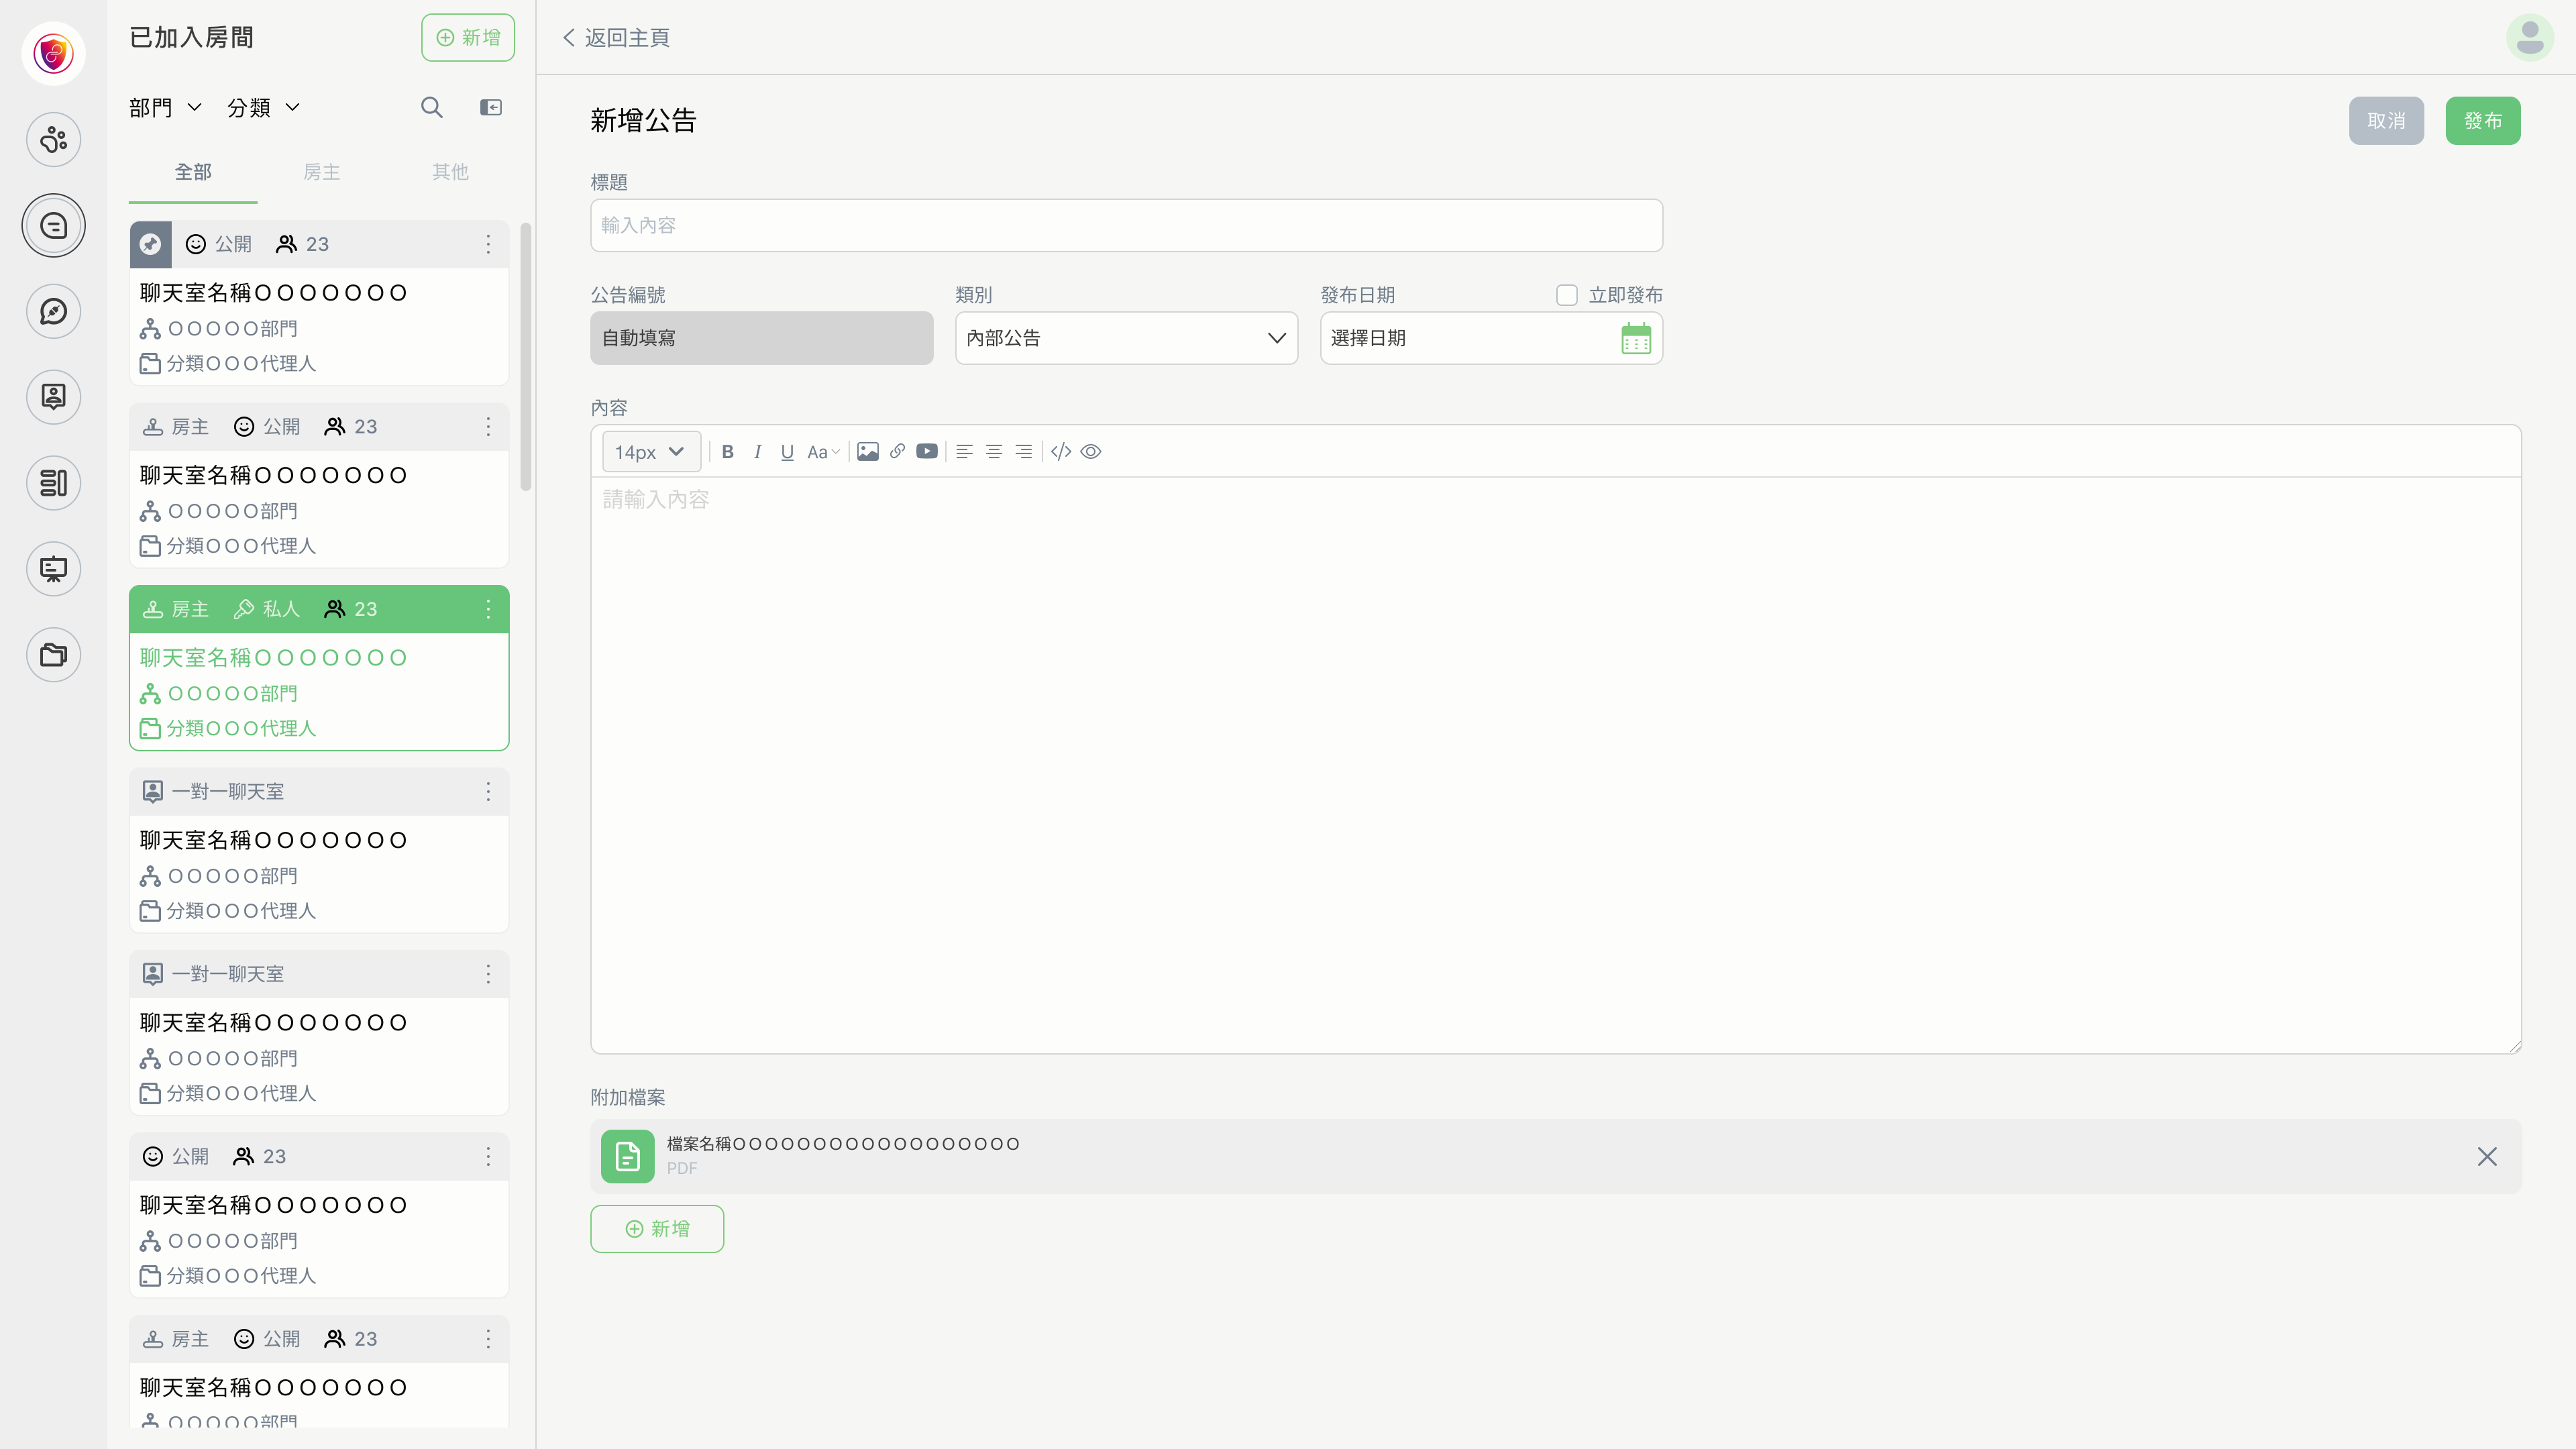 已加入房間
新增
部門 分類
全部 房主 其他
公開 23
聊天室名稱ＯＯＯＯＯＯＯ
ＯＯＯＯＯ部門
分類ＯＯＯ代理人
房主 公開 23
聊天室名稱ＯＯＯＯＯＯＯ
ＯＯＯＯＯ部門
分類ＯＯＯ代理人
房主 私人 23
聊天室名稱ＯＯＯＯＯＯＯ
ＯＯＯＯＯ部門
分類ＯＯＯ代理人
一對一聊天室
聊天室名稱ＯＯＯＯＯＯＯ
ＯＯＯＯＯ部門
分類ＯＯＯ代理人
一對一聊天室
聊天室名稱ＯＯＯＯＯＯＯ
ＯＯＯＯＯ部門
分類ＯＯＯ代理人
公開 23
聊天室名稱ＯＯＯＯＯＯＯ
ＯＯＯＯＯ部門
分類ＯＯＯ代理人
房主 公開 23
聊天室名稱ＯＯＯＯＯＯＯ
ＯＯＯＯＯ部門
返回主頁
新增公告
取消 發布
標題
輸入內容
公告編號 類別 發布日期 立即發布
自動填寫 內部公告 選擇日期
內容
14px B I U Aa
請輸入內容
附加檔案
檔案名稱ＯＯＯＯＯＯＯＯＯＯＯＯＯＯＯＯＯＯ
PDF
新增